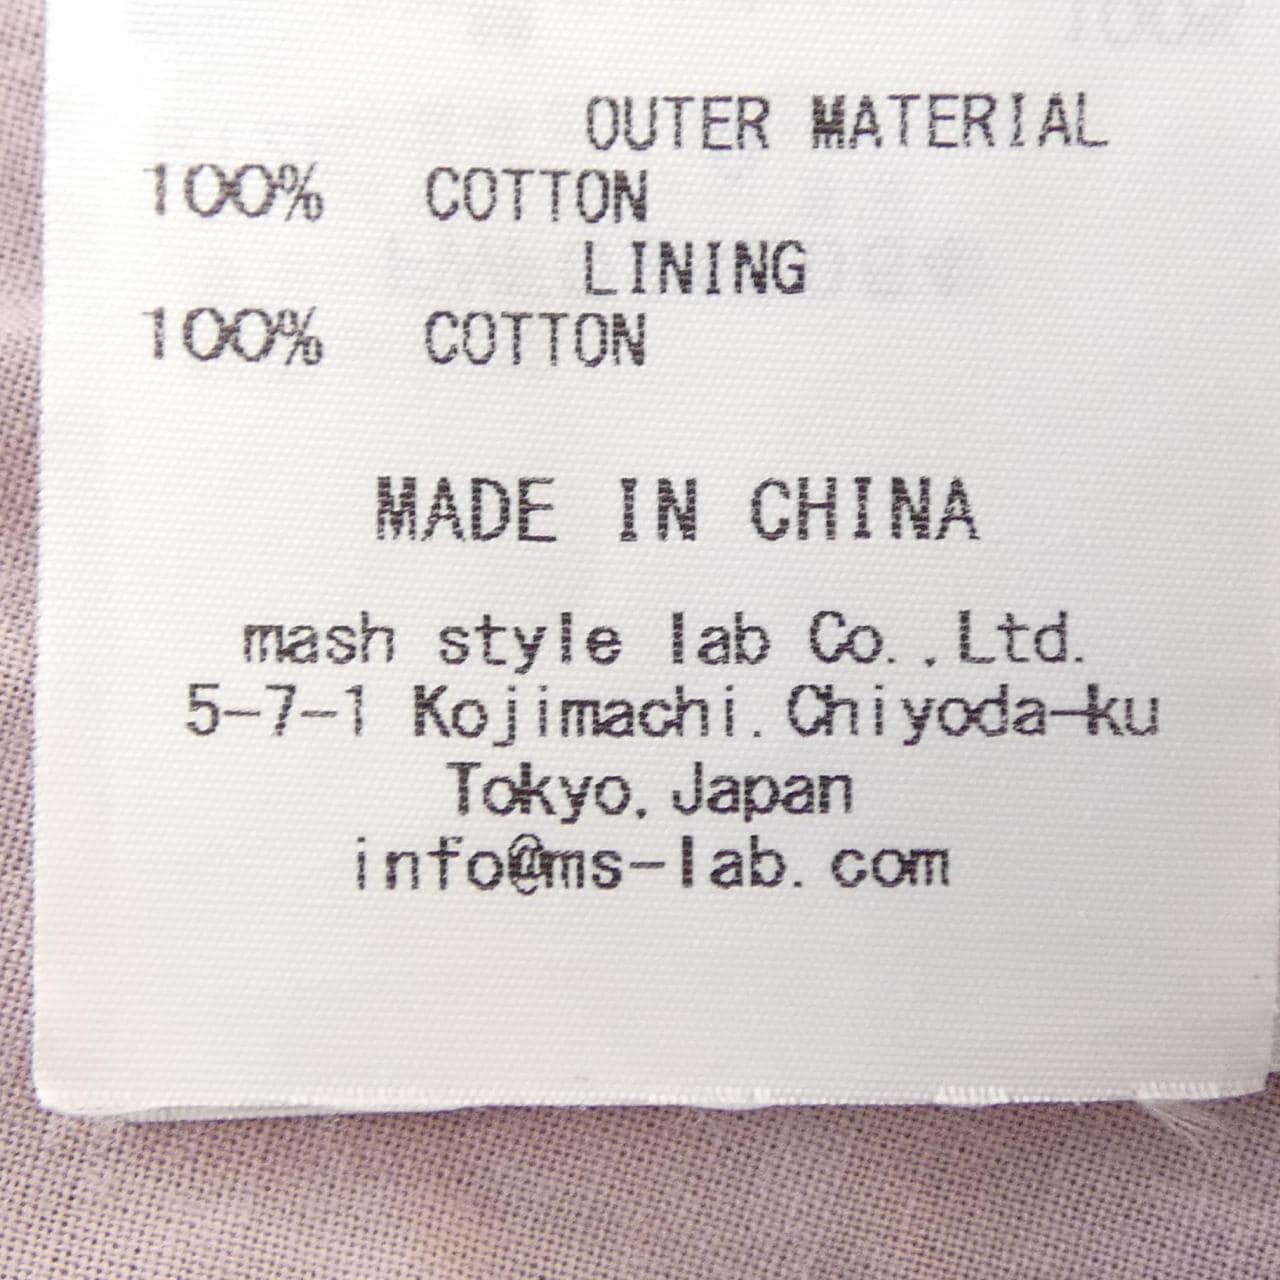 OUTER MATERIAL
100% COTTON
LINING
100% COTTON
MADE IN CHINA
mash style lab Co.,Ltd.
5-7-1 Kojimachi.Chiyoda-ku
Tokyo,Japan
info@ms-lab.com